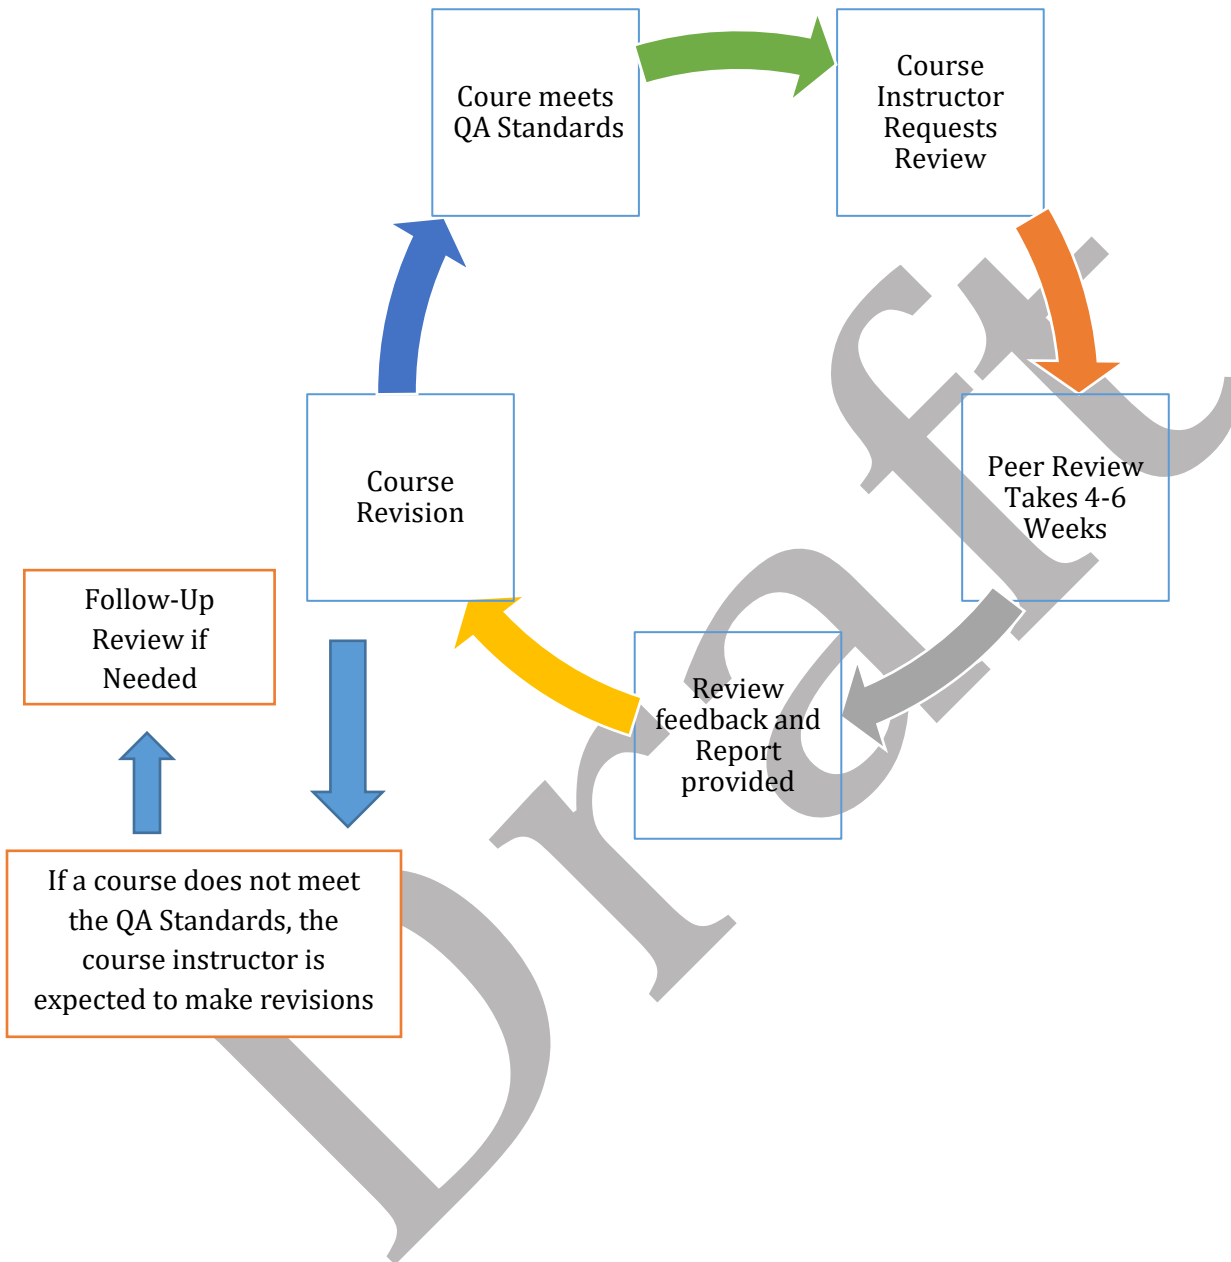 Coure meets
QA Standards
Course
Instructor
Requests
Review
Peer Review
Takes 4-6
Weeks
Review
feedback and
Report
provided
Course
Revision
Follow-Up
Review if
Needed
If a course does not meet
the QA Standards, the
course instructor is
expected to make revisions
Draft